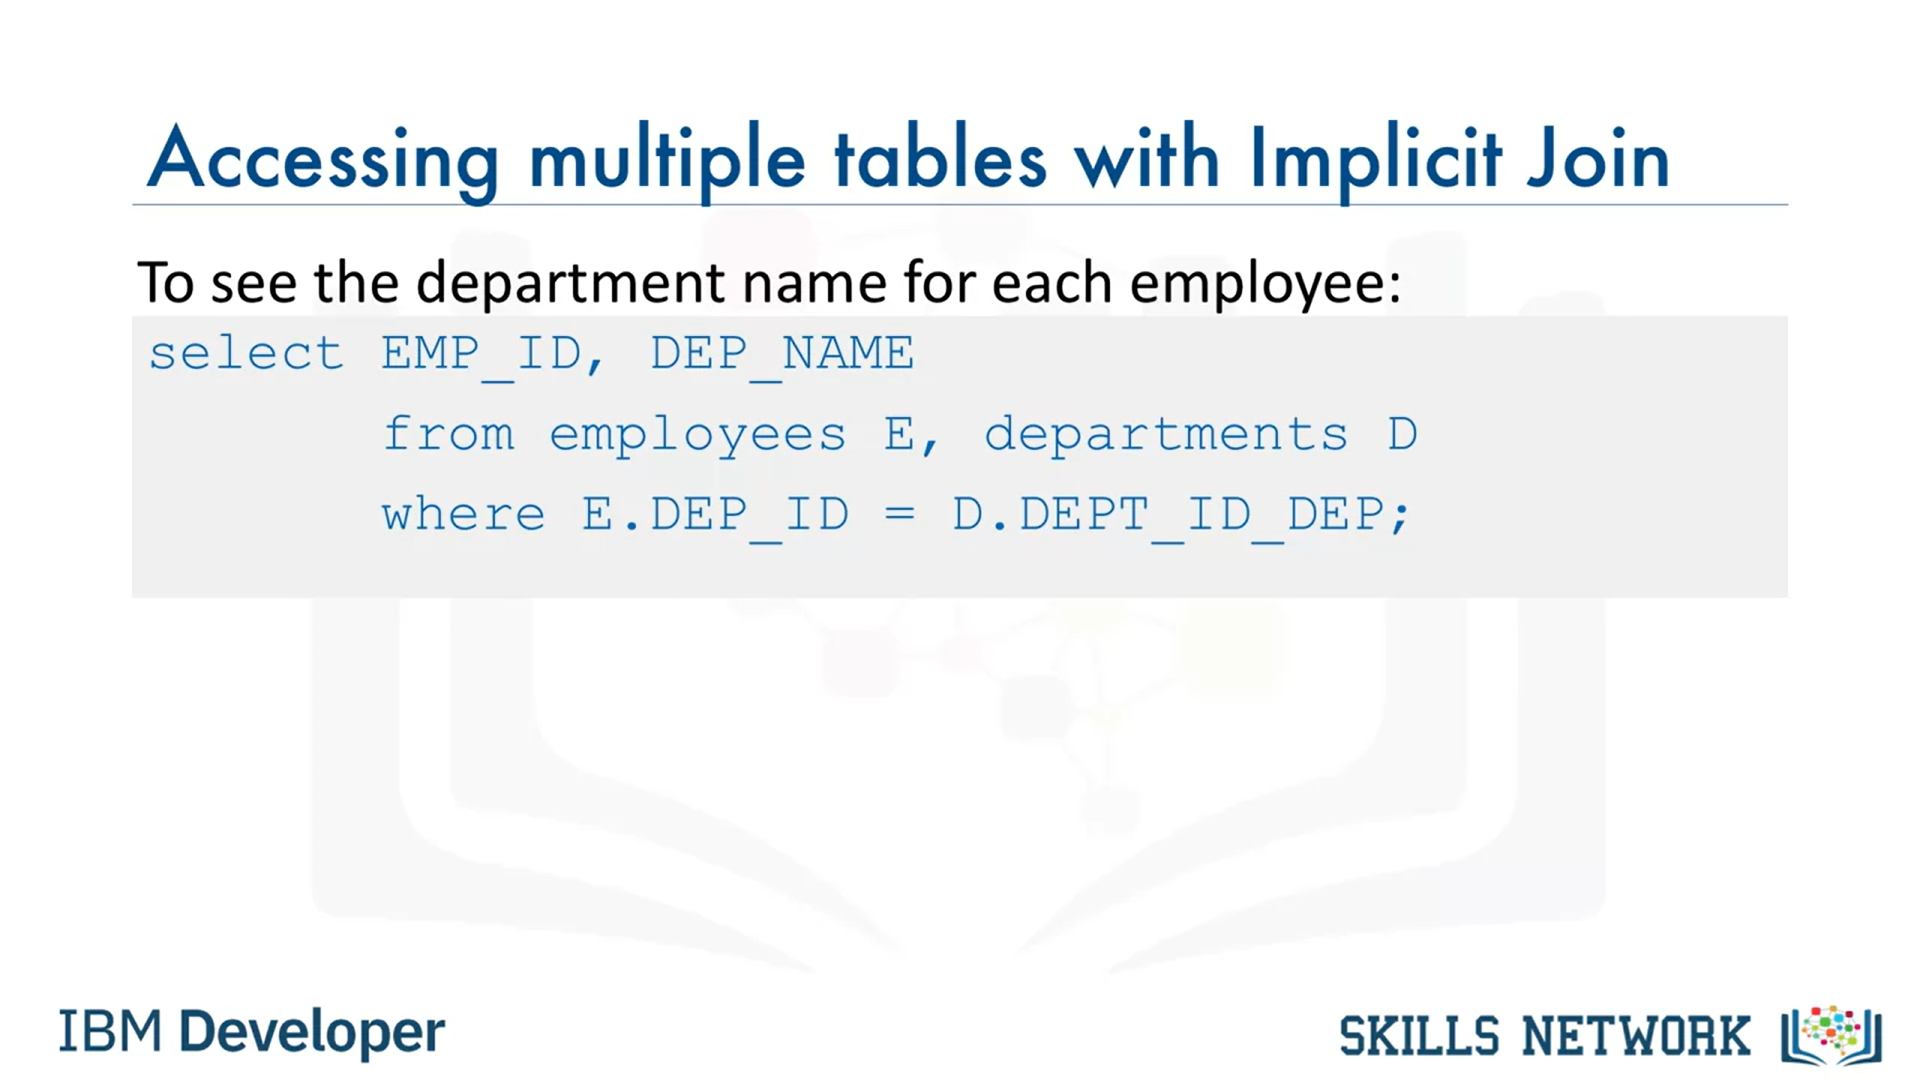 Accessing multiple tables with Implicit Join
To see the department name for each employee:
select EMP_ID, DEP_NAME
from employees E, departments D
where E.DEP_ID = D.DEPT_ID_DEP;
IBM Developer
SKILLS NETWORK